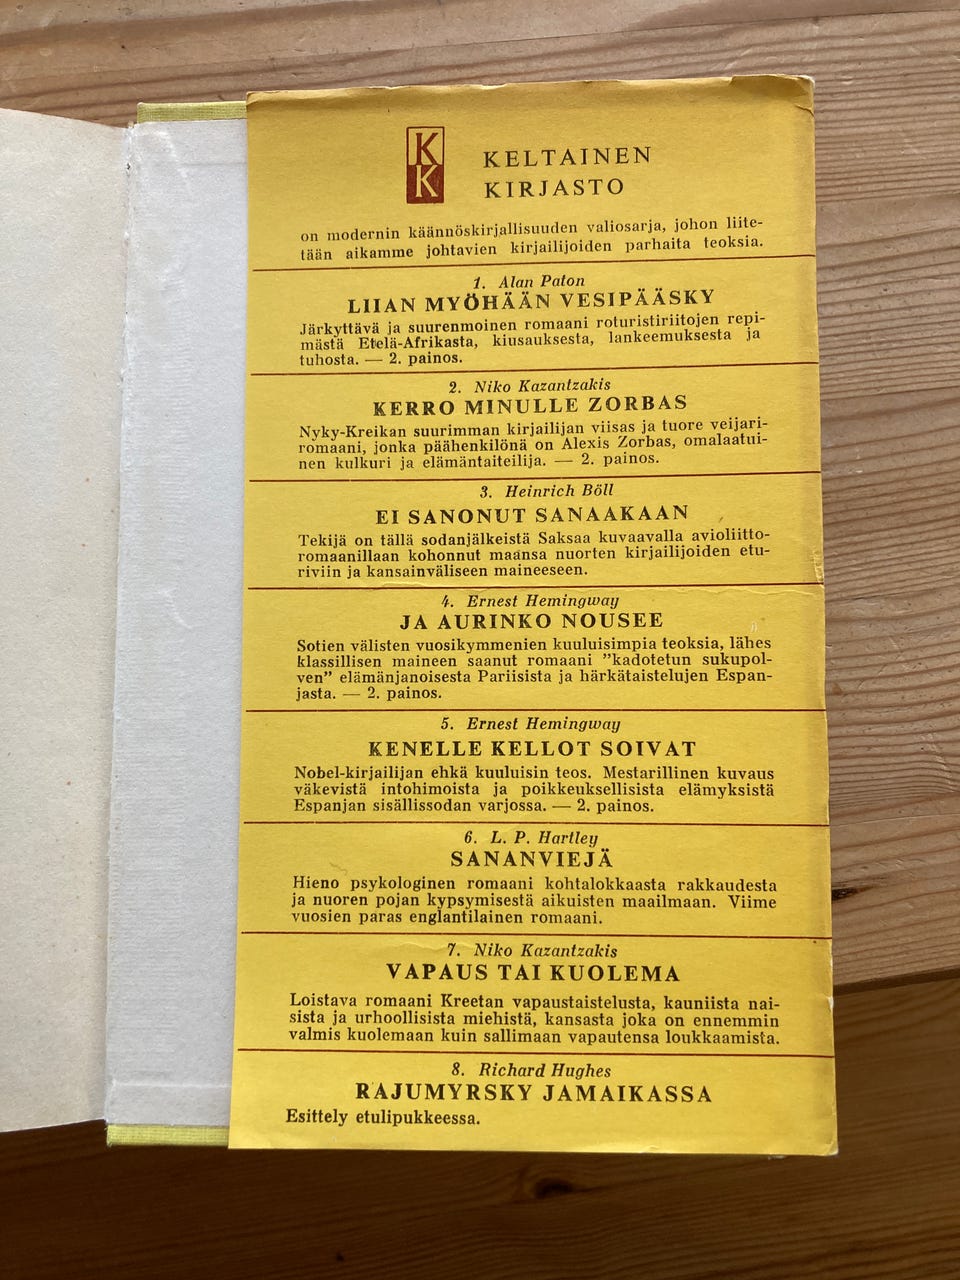 K
K
KELTAINEN
KIRJASTO
on modernin käännöskirjallisuuden valiosarja, johon liite-
tään aikamme johtavien kirjailijoiden parhaita teoksia.
1. Alan Paton
LIIAN MYÖHÄÄN VESIPÄÄSKY
Järkyttävä ja suurenmoinen romaani roturistiriitojen repi-
mästä Etelä-Afrikasta, kiusauksesta, lankeemuksesta ja
tuhosta. — 2. painos.
2. Niko Kazantzakis
KERRO MINULLE ZORBAS
Nyky-Kreikan suurimman kirjailijan viisas ja tuore veijari-
romaani, jonka päähenkilönä on Alexis Zorbas, omalaatui-
nen kulkuri ja elämäntaiteilija. — 2. painos.
3. Heinrich Böll
EI SANONUT SANAAKAAN
Tekijä on tällä sodanjälkeistä Saksaa kuvaavalla avioliitto-
romaanillan kohonnut maansa nuorten kirjailijoiden etu-
riviin ja kansainväliseen maineeseen.
4. Ernest Hemingway
JA AURINKO NOUSEE
Sotien välisten vuosikymmenien kuuluisimpia teoksia, lähes
klassillisen maineen saanut romaani ”kadotetun sukupol-
ven” elämänjanoisesta Pariisista ja härkätaistelujen Espan-
jasta. — 2. painos.
5. Ernest Hemingway
KENELLE KELLOT SOIVAT
Nobel-kirjailijan ehkä kuuluisin teos. Mestarillinen kuvaus
väkevistä intohimoista ja poikkeuksellisista elämyksistä
Espanjan sisällissodan varjossa. — 2. painos.
6. L. P. Hartley
SANANVIEJÄ
Hieno psykologinen romaani kohtalokkaasta rakkaudesta
ja nuoren pojan kypsymisestä aikuisten maailmaan. Viime
vuosien paras englantilainen romaani.
7. Niko Kazantzakis
VAPAUS TAI KUOLEMA
Loistava romaani Kreetan vapaustaistelusta, kauniista nai-
sista ja urhoollisista miehistä, kansasta joka on ennemmin
valmis kuolemaan kuin sallimaan vapautensa loukkaamista.
8. Richard Hughes
RAJUMYRSKY JAMAIKASSA
Esittely etulipukkeessa.